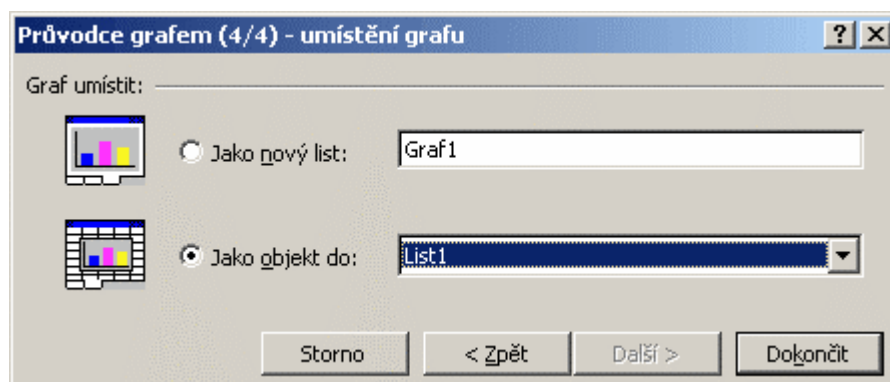 Průvodce grafem (4/4) - umístění grafu
Graf umístit:
Jako nový list: Graf1
Jako objekt do: List1
Storno < Zpět Další > Dokončit